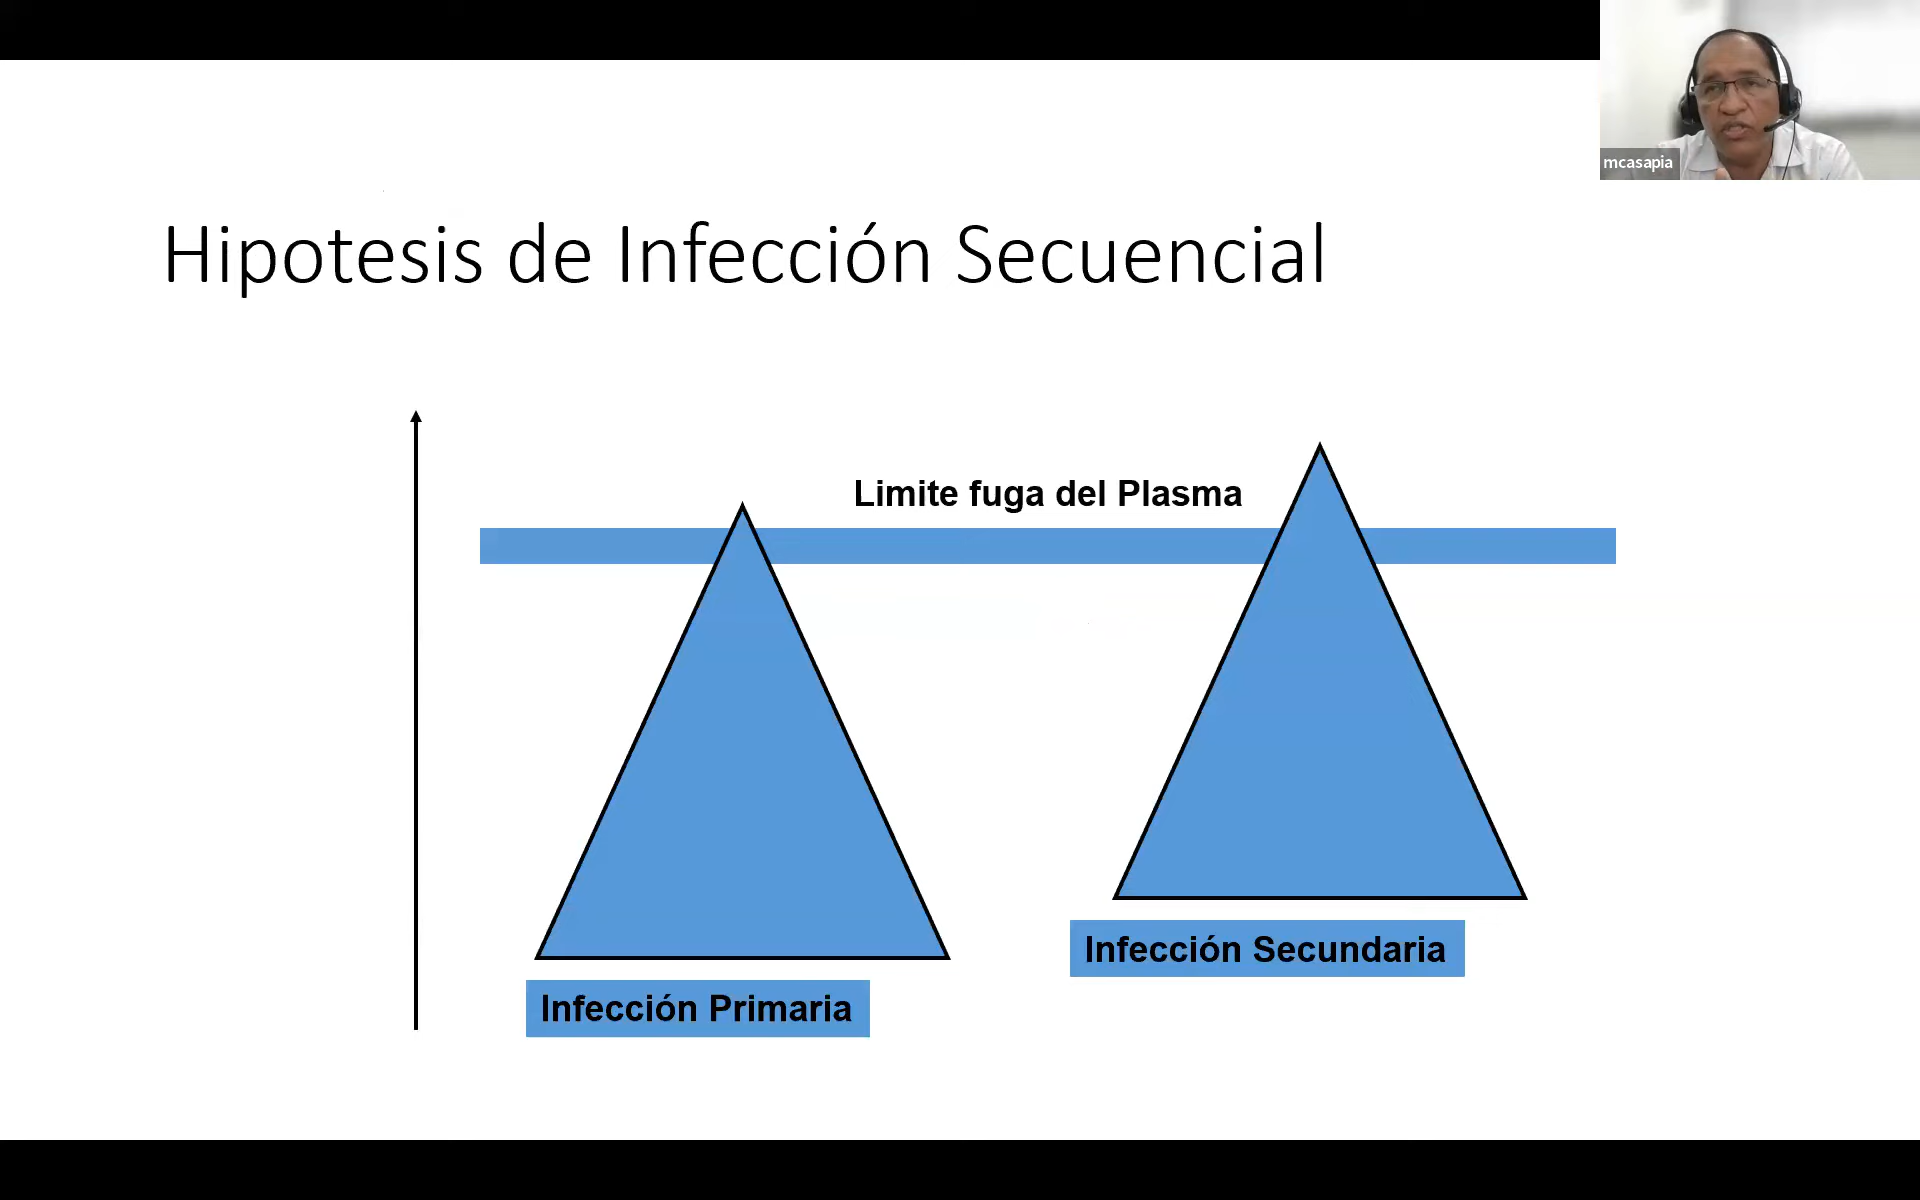 mcasapia
Hipotesis de Infección Secuencial
Limite fuga del Plasma
Infección Secundaria
Infección Primaria